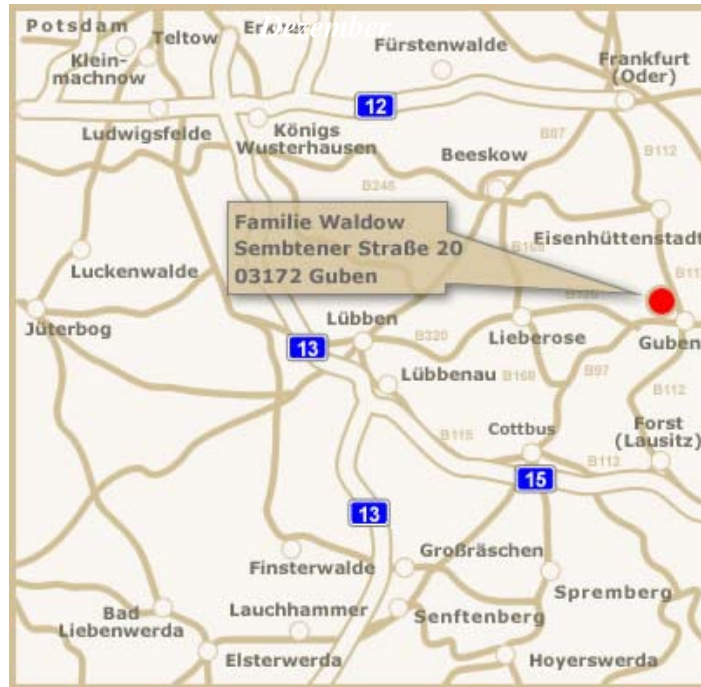 Potsdam
Teltow
Dezember
Klein-
machnow
Fürstenwalde
Frankfurt
(Oder)
12
Ludwigsfelde
Königs
Wusterhausen
B87
B112
Beeskow
B246
Familie Waldow
Sembtener Straße 20
03172 Guben
B168
Eisenhüttenstadt
Luckenwalde
B320
Jüterbog
Lübben
13
B320
Lieberose
Guben
Lübbenau
B168
B97
B112
Cottbus
Forst
(Lausitz)
B115
B112
15
13
Großräschen
Finsterwalde
Spremberg
Bad
Liebenwerda
Lauchhammer
Senftenberg
Elsterwerda
Hoyerswerda